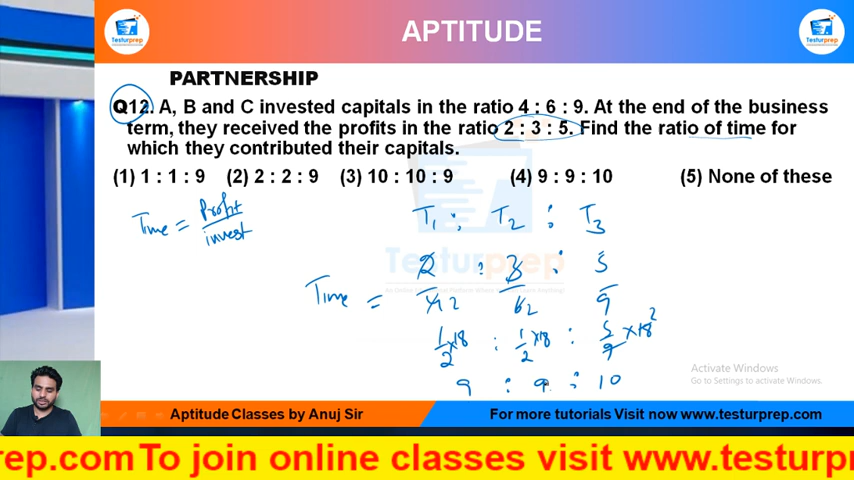 Testurprep
APTITUDE
Testurprep
PARTNERSHIP
Q12. A, B and C invested capitals in the ratio 4 : 6 : 9. At the end of the business
term, they received the profits in the ratio 2 : 3 : 5. Find the ratio of time for
which they contributed their capitals.
(1) 1 : 1 : 9 (2) 2 : 2 : 9 (3) 10 : 10 : 9 (4) 9 : 9 : 10 (5) None of these
Time = Profit / invest
T1 : T2 : T3
Testurprep
Time = 2/4 2 : 3/6 2 : 5/9
1/2 × 18 : 1/2 × 18 : 5/9 × 18 2
9 : 9 : 10
Activate Windows
Go to Settings to activate Windows.
Aptitude Classes by Anuj Sir For more tutorials Visit now www.testurprep.com
rep.com To join online classes visit www.testurp